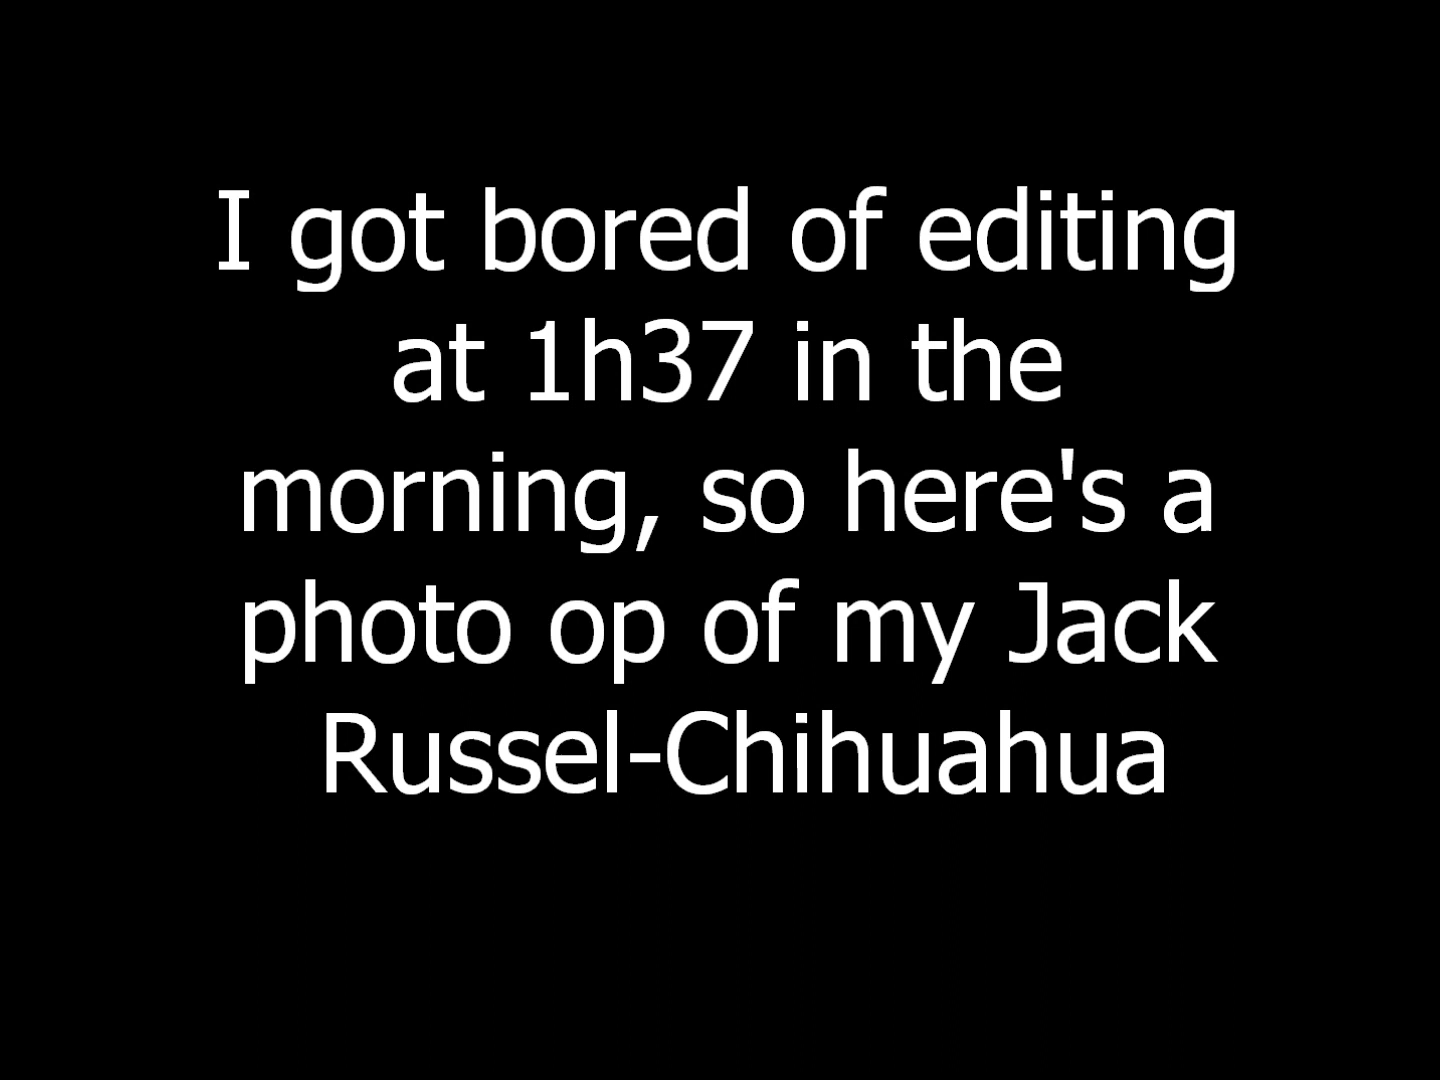 I got bored of editing
at 1h37 in the
morning, so here's a
photo op of my Jack
Russel-Chihuahua